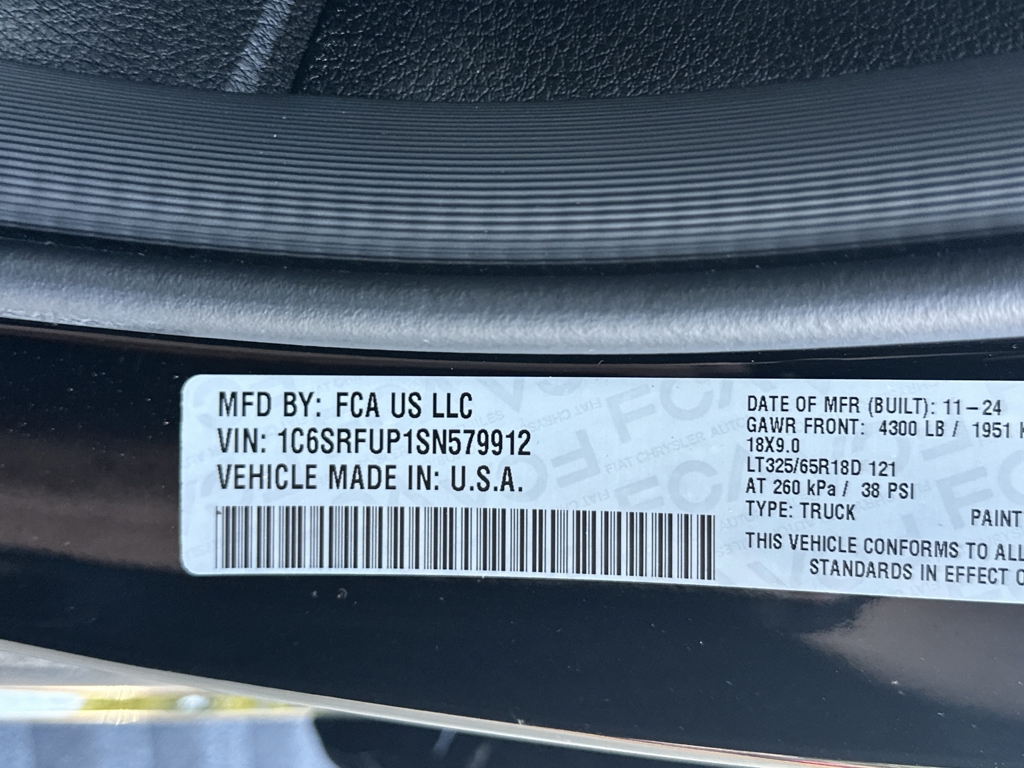 MFD BY: FCA US LLC
VIN: 1C6SRFUP1SN579912
VEHICLE MADE IN: U.S.A.
DATE OF MFR (BUILT): 11-24
GAWR FRONT: 4300 LB / 1951 K
18X9.0
LT325/65R18D 121
AT 260 kPa / 38 PSI
TYPE: TRUCK PAINT
THIS VEHICLE CONFORMS TO ALL
STANDARDS IN EFFECT O